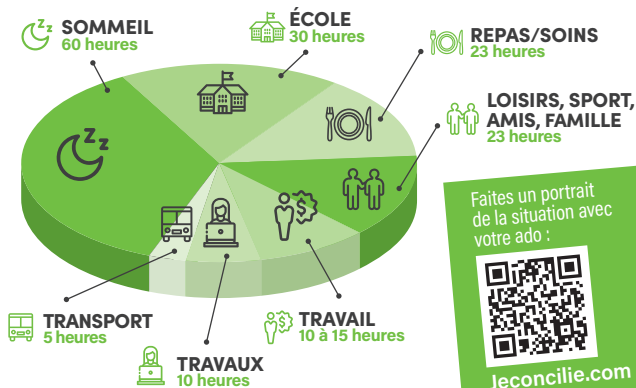 SOMMEIL
60 heures
ÉCOLE
30 heures
REPAS/SOINS
23 heures
LOISIRS, SPORT,
AMIS, FAMILLE
23 heures
Faites un portrait
de la situation avec
votre ado :
leconcilie.com
TRAVAIL
10 à 15 heures
TRAVAUX
10 heures
TRANSPORT
5 heures